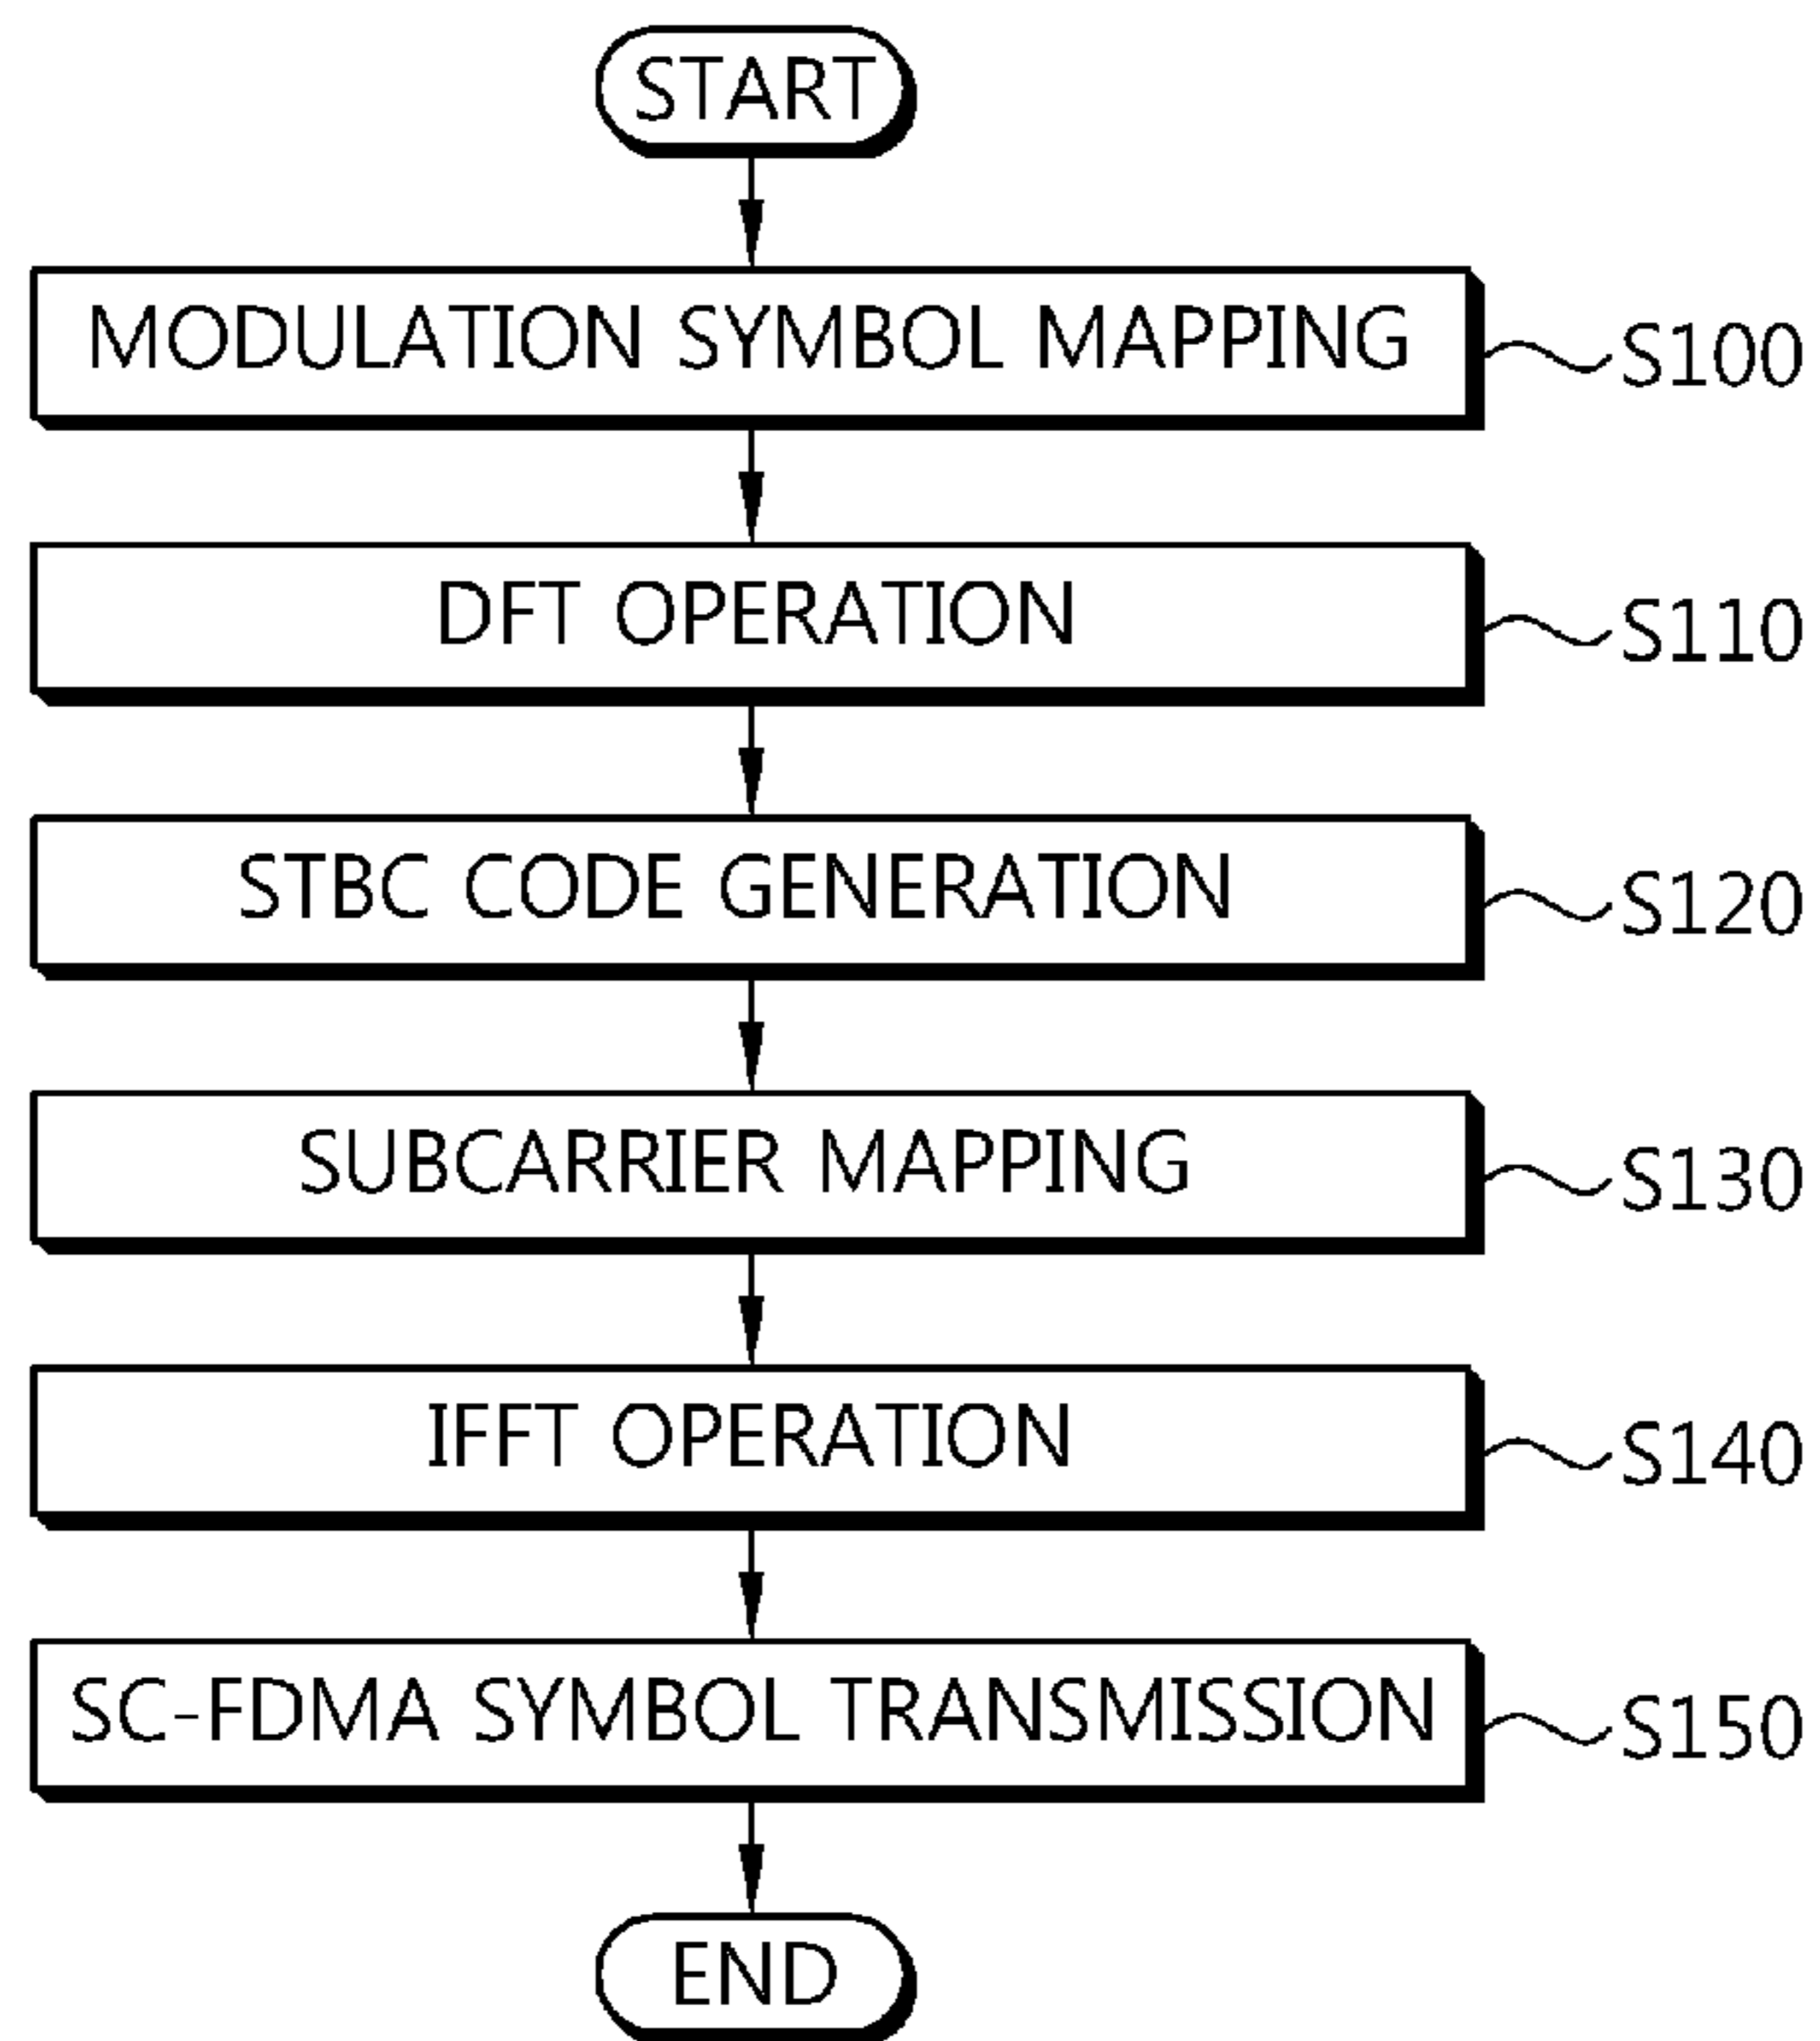 START
MODULATION SYMBOL MAPPING
S100
DFT OPERATION
S110
STBC CODE GENERATION
S120
SUBCARRIER MAPPING
S130
IFFT OPERATION
S140
SC-FDMA SYMBOL TRANSMISSION
S150
END